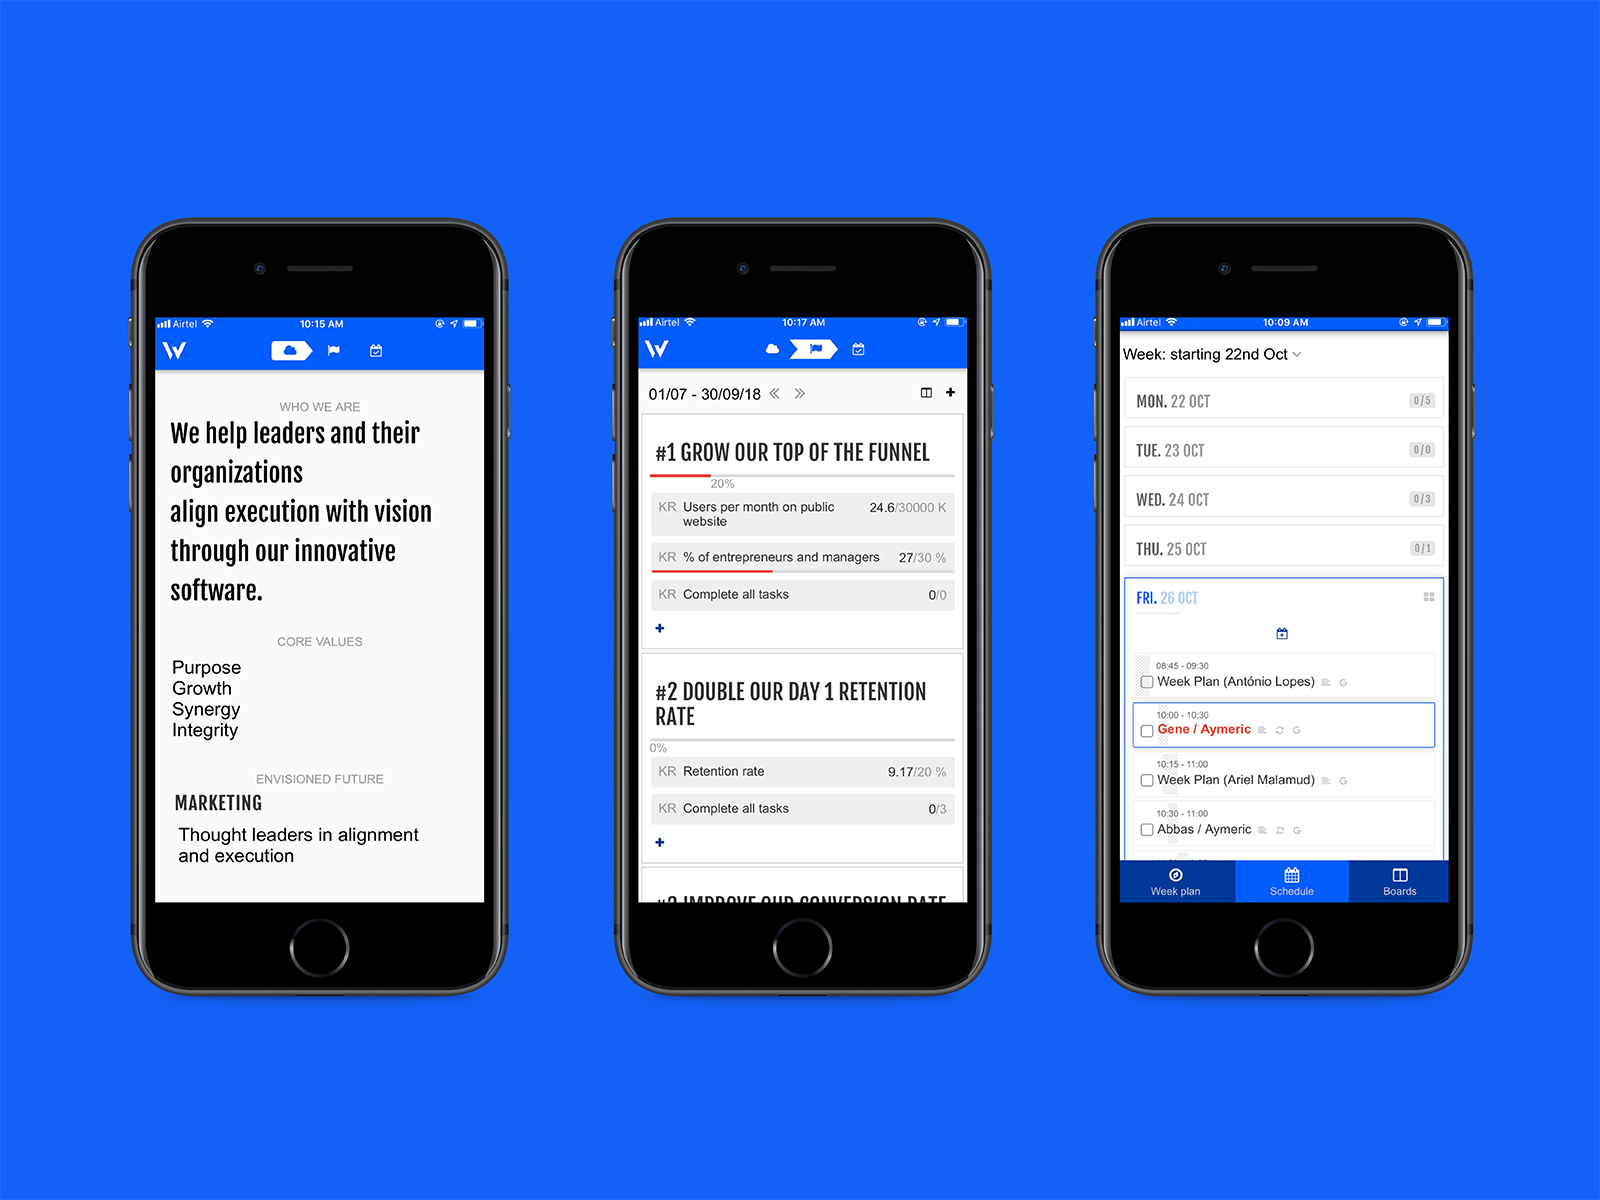 Airtel
10:15 AM
W
WHO WE ARE
We help leaders and their
organizations
align execution with vision
through our innovative
software.
CORE VALUES
Purpose
Growth
Synergy
Integrity
ENVISIONED FUTURE
MARKETING
Thought leaders in alignment
and execution
Airtel
10:17 AM
W
01/07 - 30/09/18
#1 GROW OUR TOP OF THE FUNNEL
20%
KR Users per month on public 24.6/30000 K
website
KR % of entrepreneurs and managers 27/30 %
KR Complete all tasks 0/0
#2 DOUBLE OUR DAY 1 RETENTION
RATE
0%
KR Retention rate 9.17/20 %
KR Complete all tasks 0/3
IMPROVE OUR CONVERSION RATE
Airtel
10:09 AM
Week: starting 22nd Oct
MON. 22 OCT 0/5
TUE. 23 OCT 0/0
WED. 24 OCT 0/3
THU. 25 OCT 0/1
FRI. 26 OCT
08:45 - 09:30
Week Plan (António Lopes) G
10:00 - 10:30
Gene / Aymeric G
10:15 - 11:00
Week Plan (Ariel Malamud) G
10:30 - 11:00
Abbas / Aymeric G
Week plan
Schedule
Boards